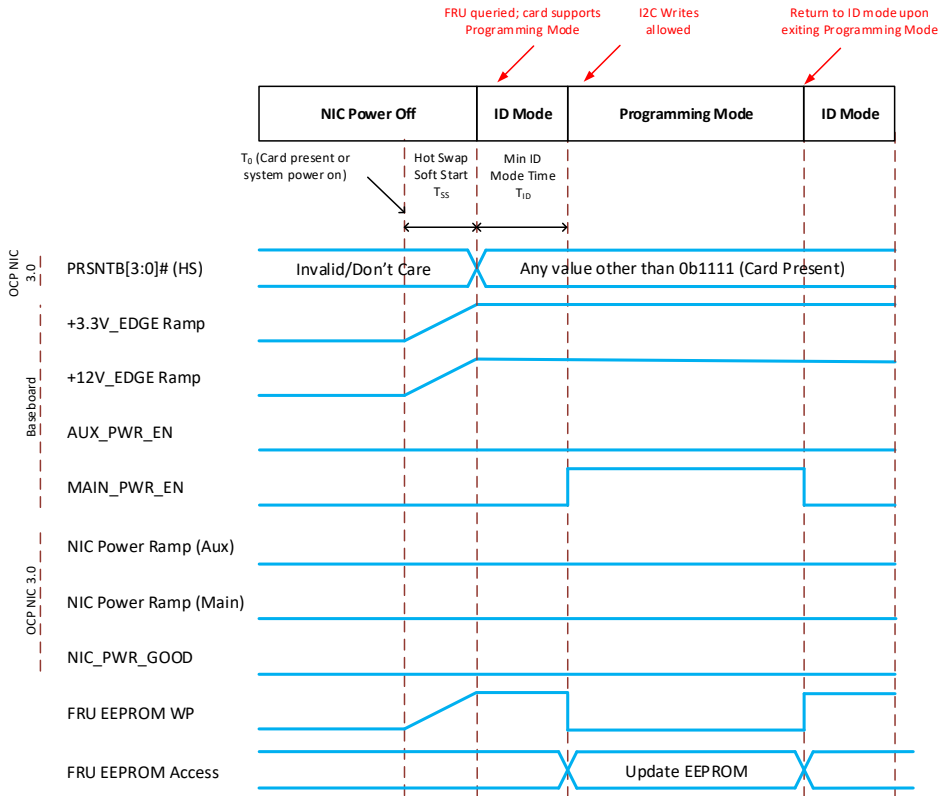 FRU queried; card supports
Programming Mode
I2C Writes
allowed
Return to ID mode upon
exiting Programming Mode
NIC Power Off
ID Mode
Programming Mode
ID Mode
T0 (Card present or
system power on)
Hot Swap
Soft Start
TSS
Min ID
Mode Time
TID
OCP NIC
3.0
PRSNTB[3:0]# (HS)
Invalid/Don't Care
Any value other than 0b1111 (Card Present)
Baseboard
+3.3V_EDGE Ramp
+12V_EDGE Ramp
AUX_PWR_EN
MAIN_PWR_EN
OCP NIC 3.0
NIC Power Ramp (Aux)
NIC Power Ramp (Main)
NIC_PWR_GOOD
FRU EEPROM WP
FRU EEPROM Access
Update EEPROM